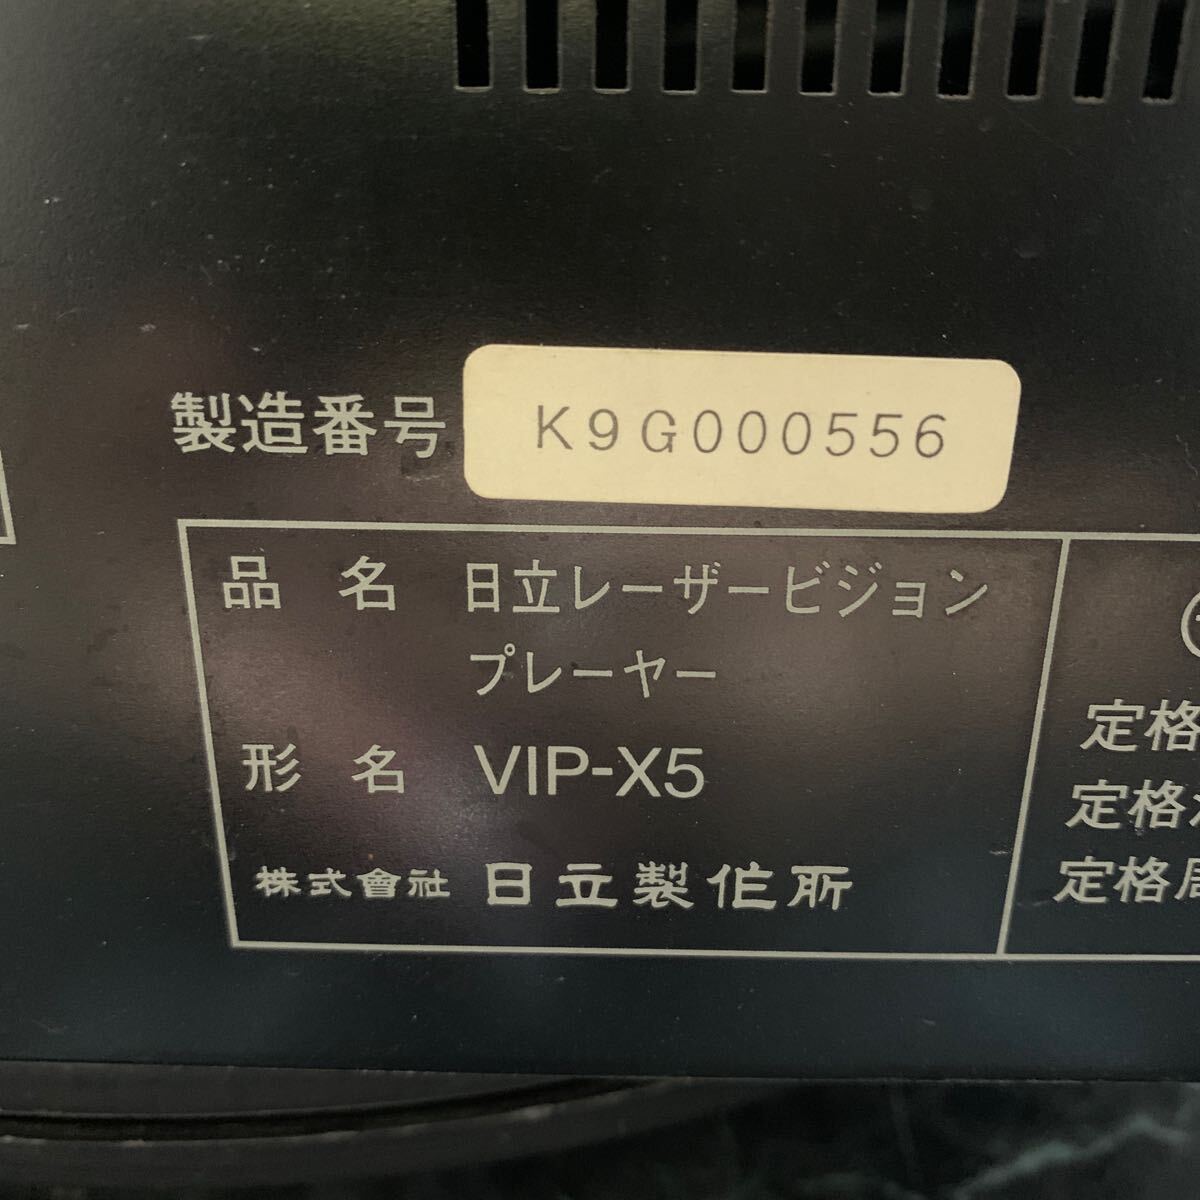 製造番号 K9G000556
品名 日立レーザービジョン
プレーヤー
形名 VIP-X5
株式會社 日立製作所
定格
定格
定格